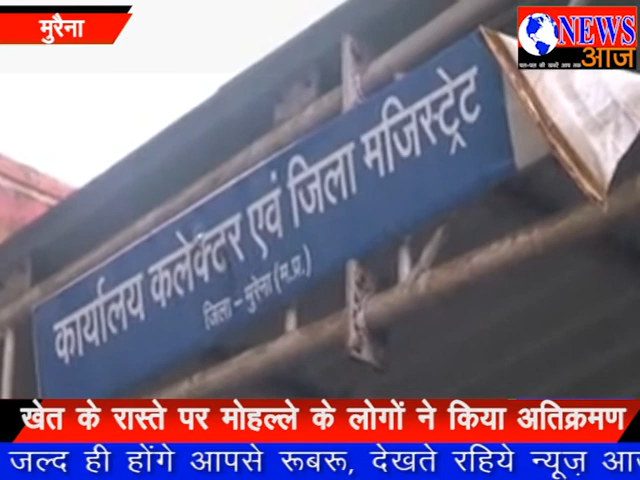 मुरैना
NEWS
आज
कार्यालय कलेक्टर एवं जिला मजिस्ट्रेट
जिला – मुरैना (म.प्र.)
खेत के रास्ते पर मोहल्ले के लोगों ने किया अतिक्रमण
जल्द ही होंगे आपसे रूबरू, देखते रहिये न्यूज़